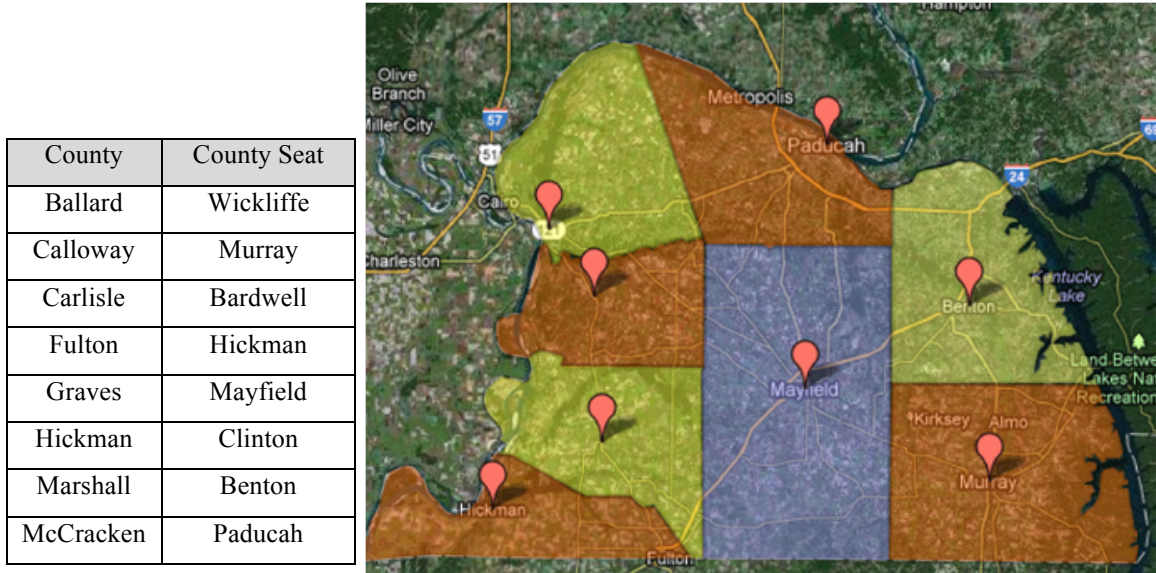 County County Seat
Ballard Wickliffe
Calloway Murray
Carlisle Bardwell
Fulton Hickman
Graves Mayfield
Hickman Clinton
Marshall Benton
McCracken Paducah
Hampton
Olive
Branch
Miller City
57
51
Metropolis
Paducah
69
24
Cairo
Charleston
Kentucky
Lake
Benton
Mayfield
Land Betwe
Lakes Nat
Recreation
Kirksey Almo
Murray
Hickman
Fulton